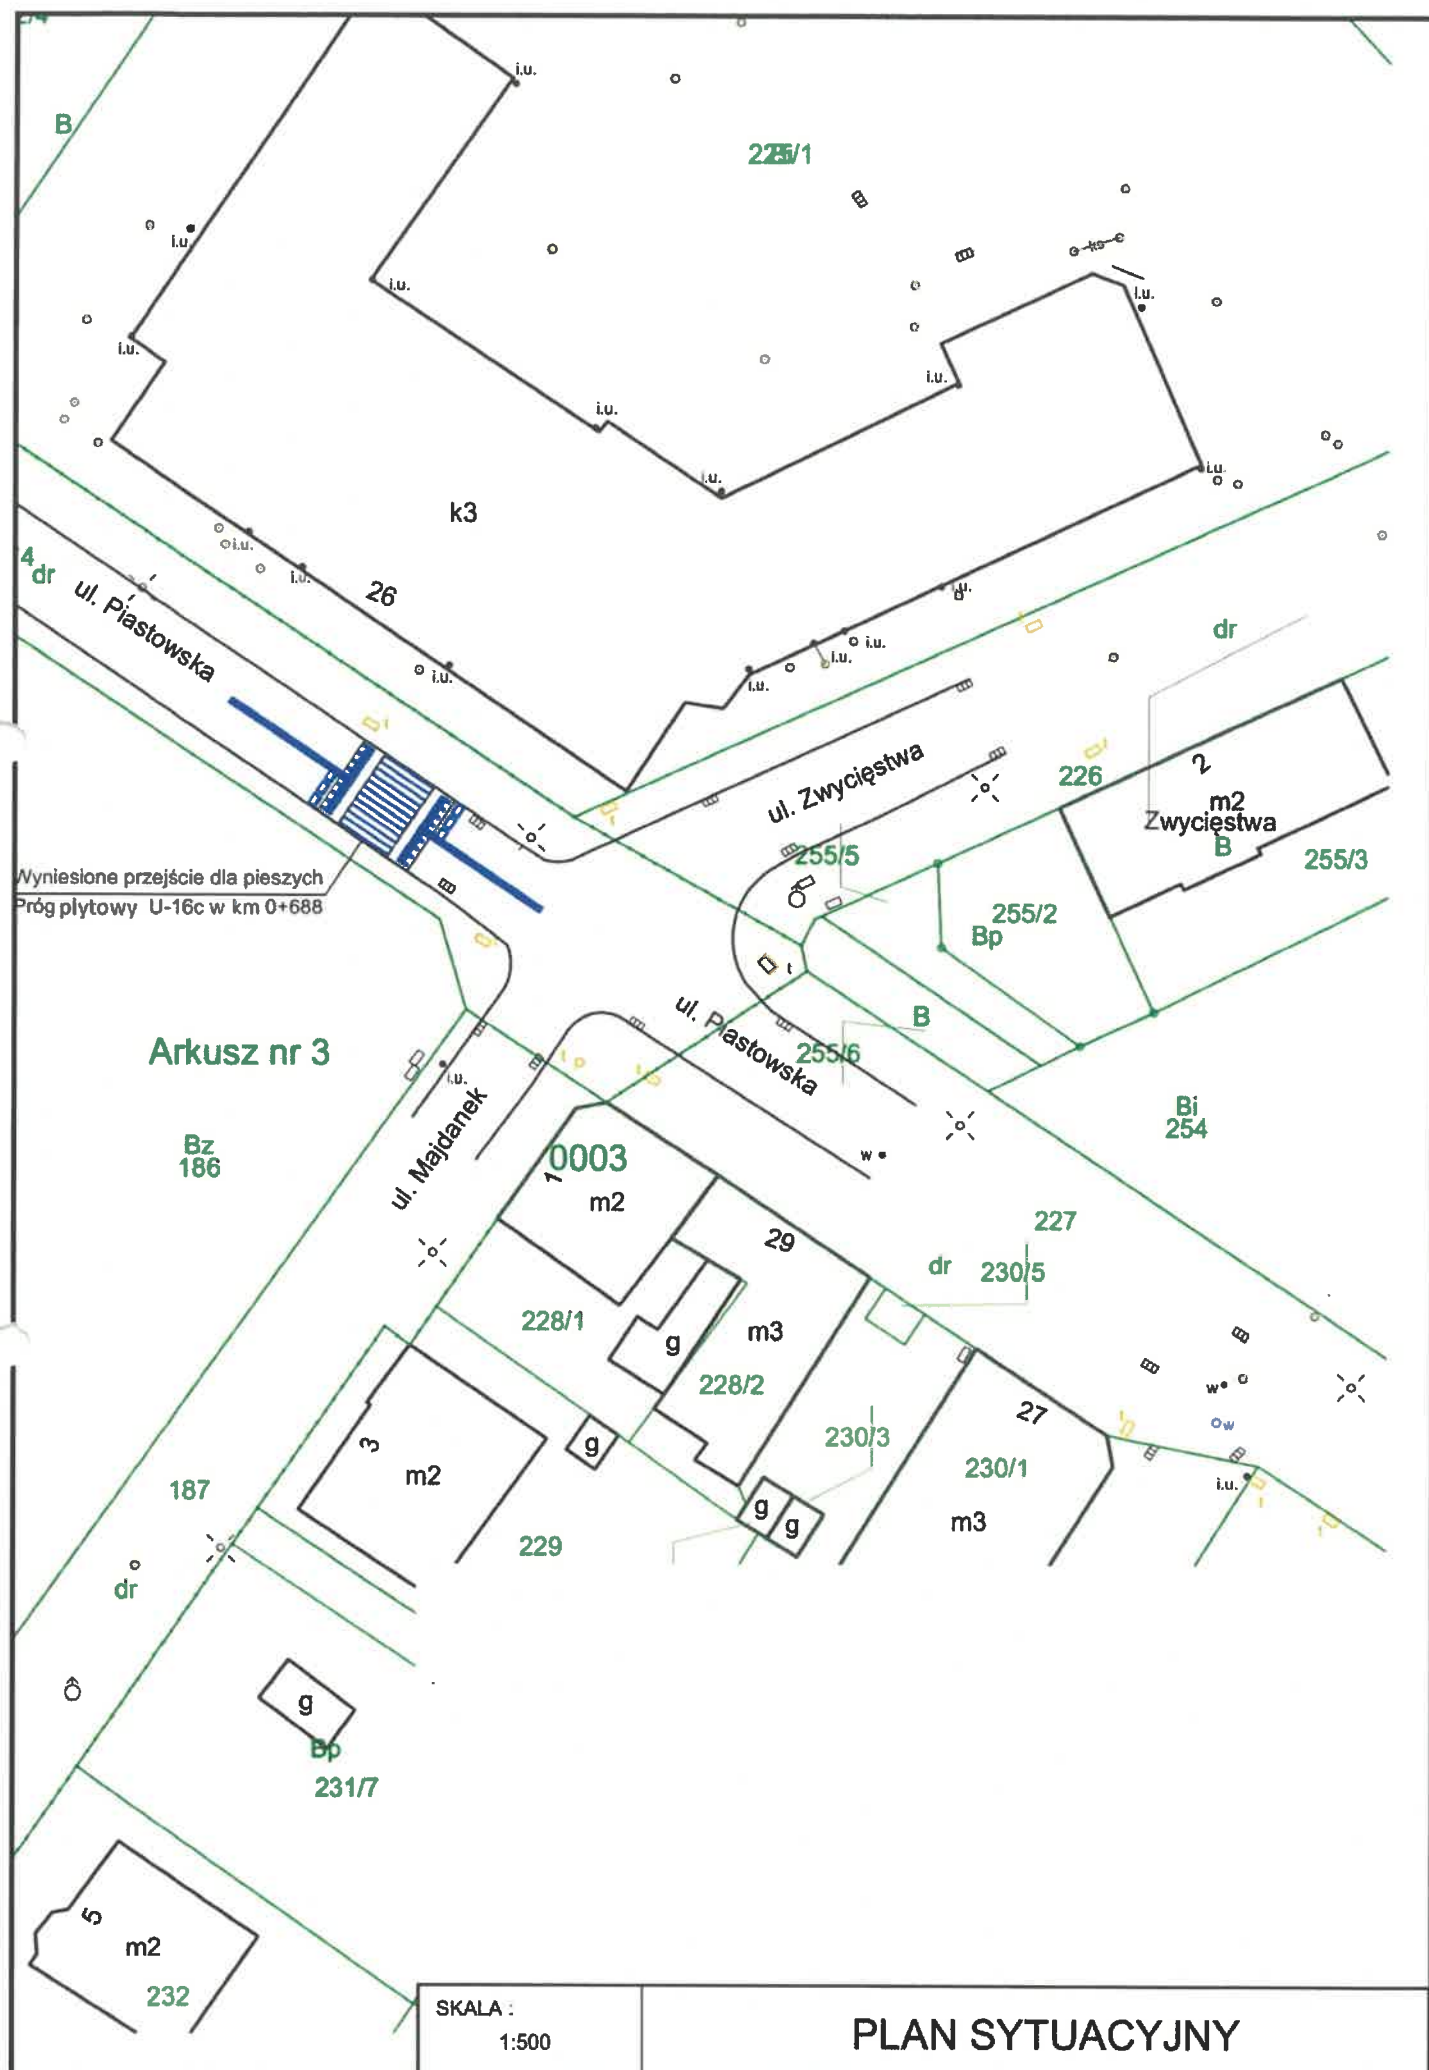 B
i.u.
225/1
i.u.
i.u.
ks
i.u.
i.u.
i.u.
i.u.
i.u.
i.u.
k3
i.u.
i.u.
26
4
dr
ul. Piastowska
i.u.
i.u.
i.u.
i.u.
i.u.
t
dr
t
t
t
226
2
m2
Zwycięstwa
B
ul. Zwycięstwa
255/5
255/3
Wyniesione przejście dla pieszych
Próg płytowy U-16c w km 0+688
255/2
Bp
t
B
ul. Piastowska
255/6
Arkusz nr 3
i.u.
t
t
ul. Majdanek
Bi
254
Bz
186
0003
1
m2
w
227
29
dr
230/5
228/1
g
m3
228/2
w
w
t
27
3
m2
g
230/3
230/1
i.u.
t
t
187
g
g
m3
229
dr
g
Bp
231/7
5
m2
232
SKALA :
1:500
PLAN SYTUACYJNY